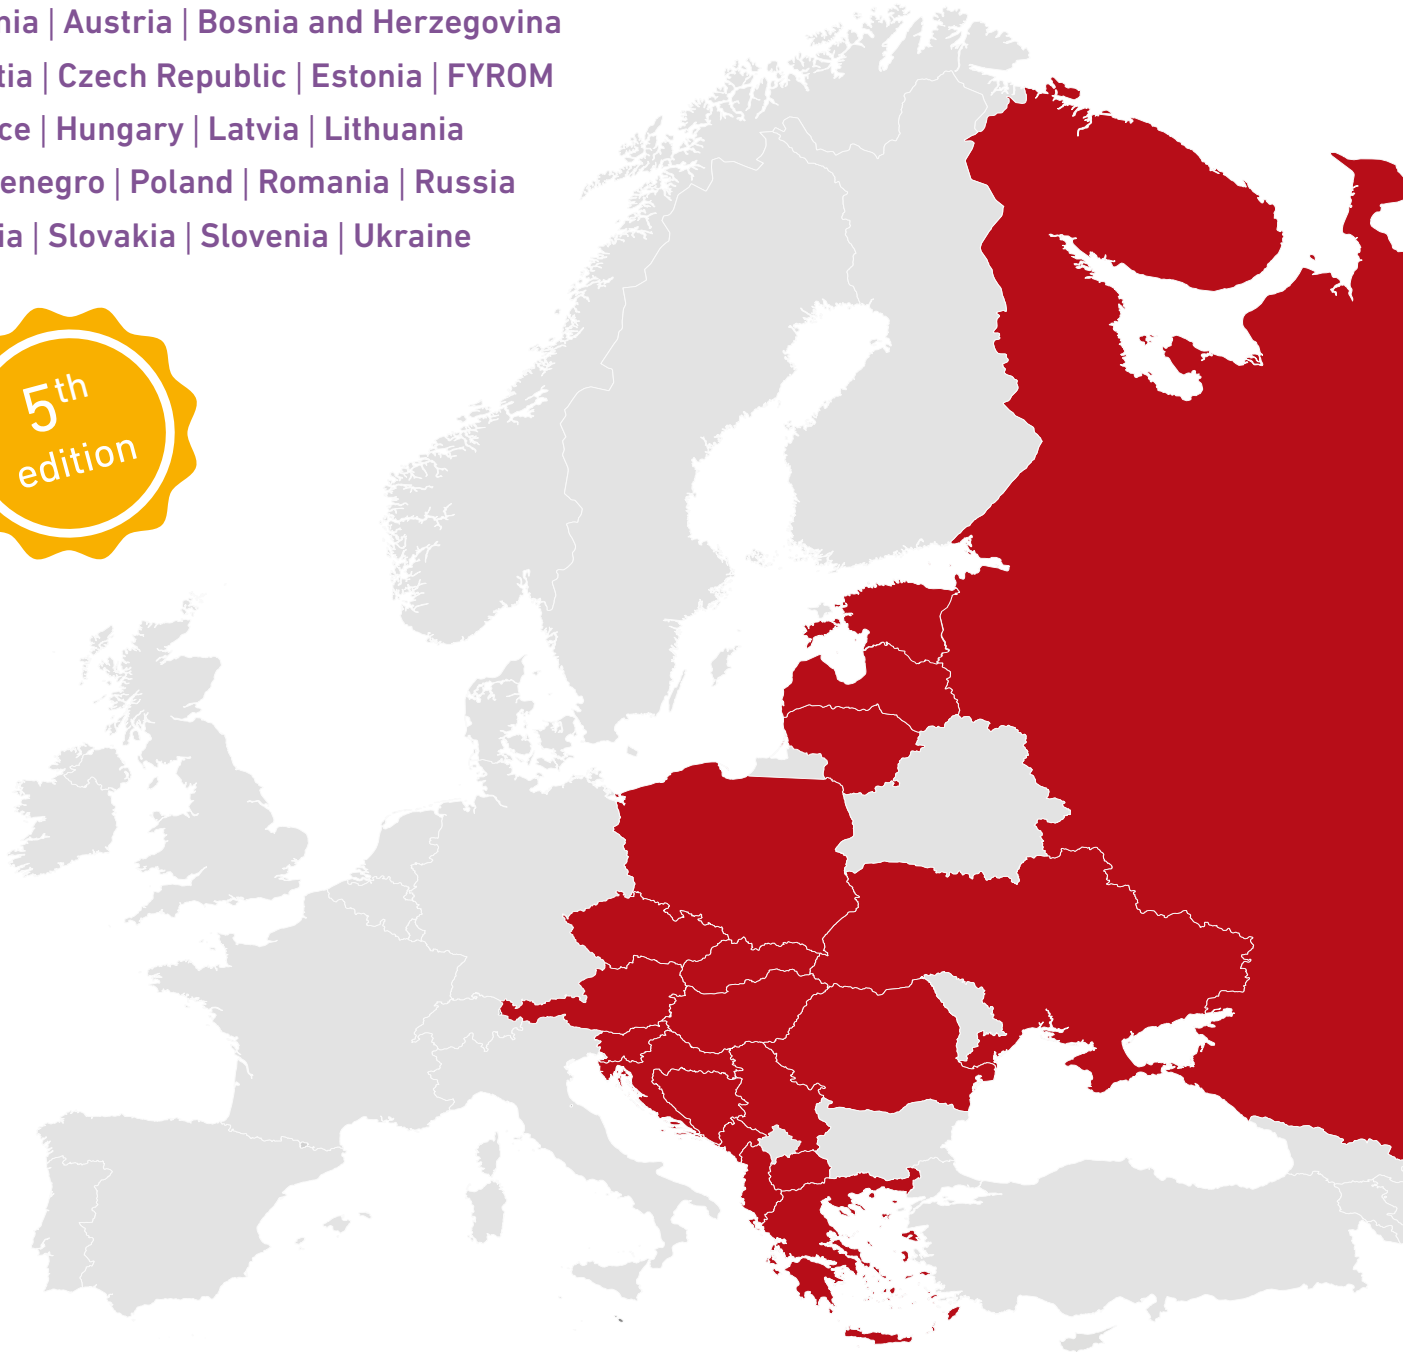 nia | Austria | Bosnia and Herzegovina
tia | Czech Republic | Estonia | FYROM
ce | Hungary | Latvia | Lithuania
enegro | Poland | Romania | Russia
ia | Slovakia | Slovenia | Ukraine
5th
edition